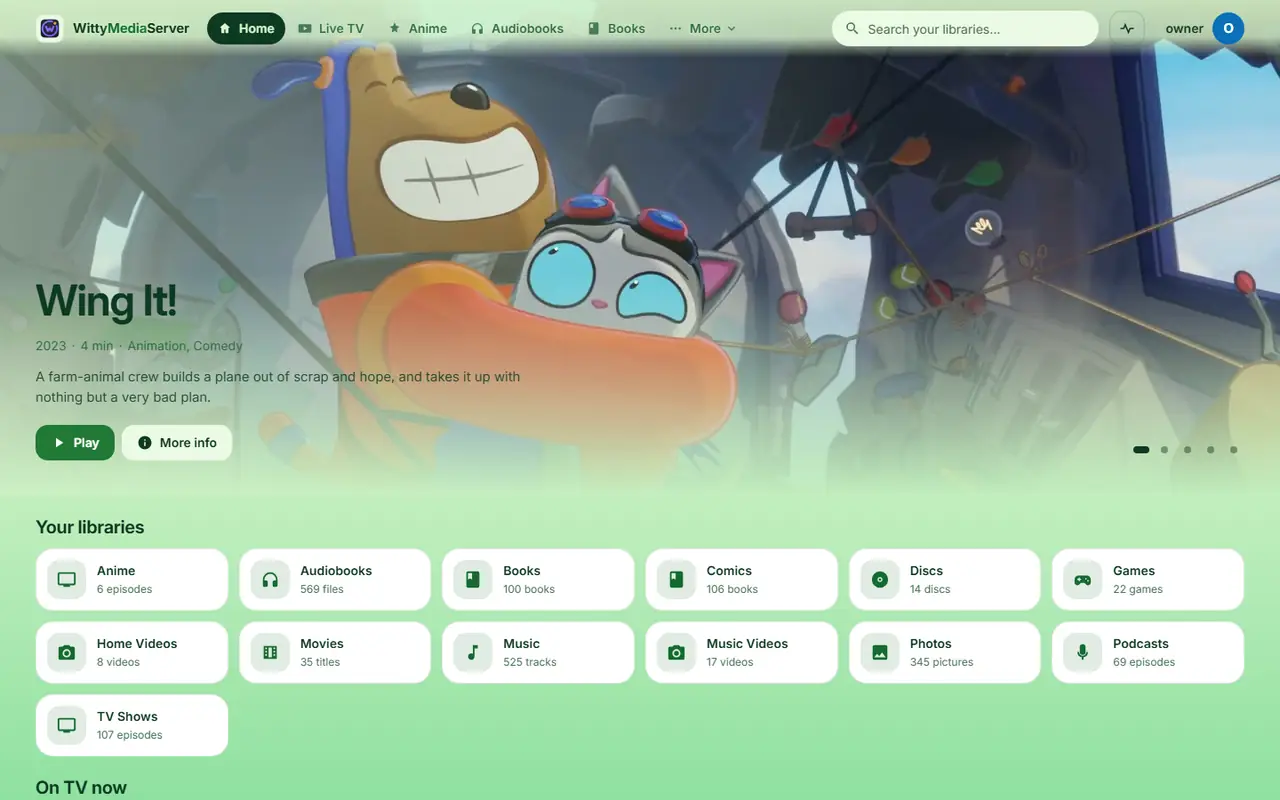 WittyMediaServer
Home
Live TV
Anime
Audiobooks
Books
More
Search your libraries...
owner
O
Wing It!
2023 · 4 min · Animation, Comedy
A farm-animal crew builds a plane out of scrap and hope, and takes it up with
nothing but a very bad plan.
Play
More info
Your libraries
Anime
6 episodes
Audiobooks
569 files
Books
100 books
Comics
106 books
Discs
14 discs
Games
22 games
Home Videos
8 videos
Movies
35 titles
Music
525 tracks
Music Videos
17 videos
Photos
345 pictures
Podcasts
69 episodes
TV Shows
107 episodes
On TV now